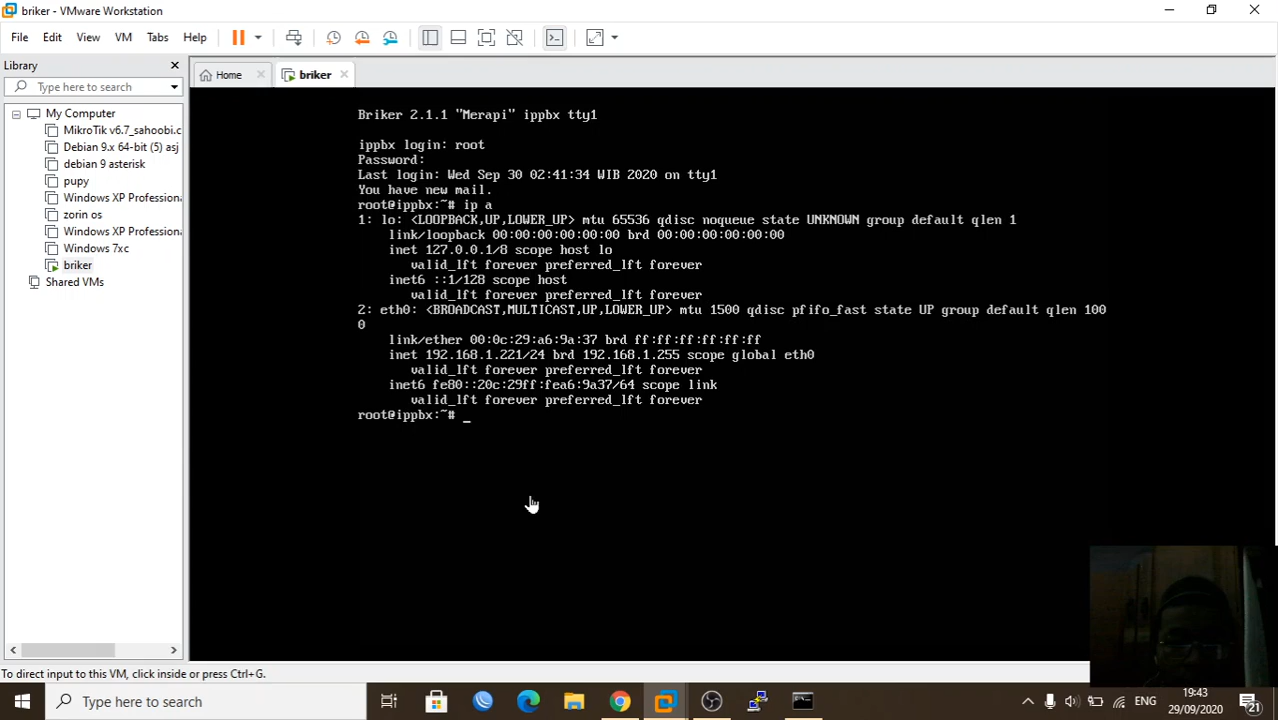 briker - VMware Workstation
File Edit View VM Tabs Help
Library
Type here to search
My Computer
MikroTik v6.7_sahoobi.c
Debian 9.x 64-bit (5) asj
debian 9 asterisk
pupy
Windows XP Professiona
zorin os
Windows XP Professiona
Windows 7xc
briker
Shared VMs
Home
briker
Briker 2.1.1 "Merapi" ippbx tty1
ippbx login: root
Password:
Last login: Wed Sep 30 02:41:34 WIB 2020 on tty1
You have new mail.
root@ippbx:~# ip a
1: lo: <LOOPBACK,UP,LOWER_UP> mtu 65536 qdisc noqueue state UNKNOWN group default qlen 1
link/loopback 00:00:00:00:00:00 brd 00:00:00:00:00:00
inet 127.0.0.1/8 scope host lo
valid_lft forever preferred_lft forever
inet6 ::1/128 scope host
valid_lft forever preferred_lft forever
2: eth0: <BROADCAST,MULTICAST,UP,LOWER_UP> mtu 1500 qdisc pfifo_fast state UP group default qlen 100
0
link/ether 00:0c:29:a6:9a:37 brd ff:ff:ff:ff:ff:ff
inet 192.168.1.221/24 brd 192.168.1.255 scope global eth0
valid_lft forever preferred_lft forever
inet6 fe80::20c:29ff:fea6:9a37/64 scope link
valid_lft forever preferred_lft forever
root@ippbx:~# _
To direct input to this VM, click inside or press Ctrl+G.
Type here to search
ENG
19:43
29/09/2020
21